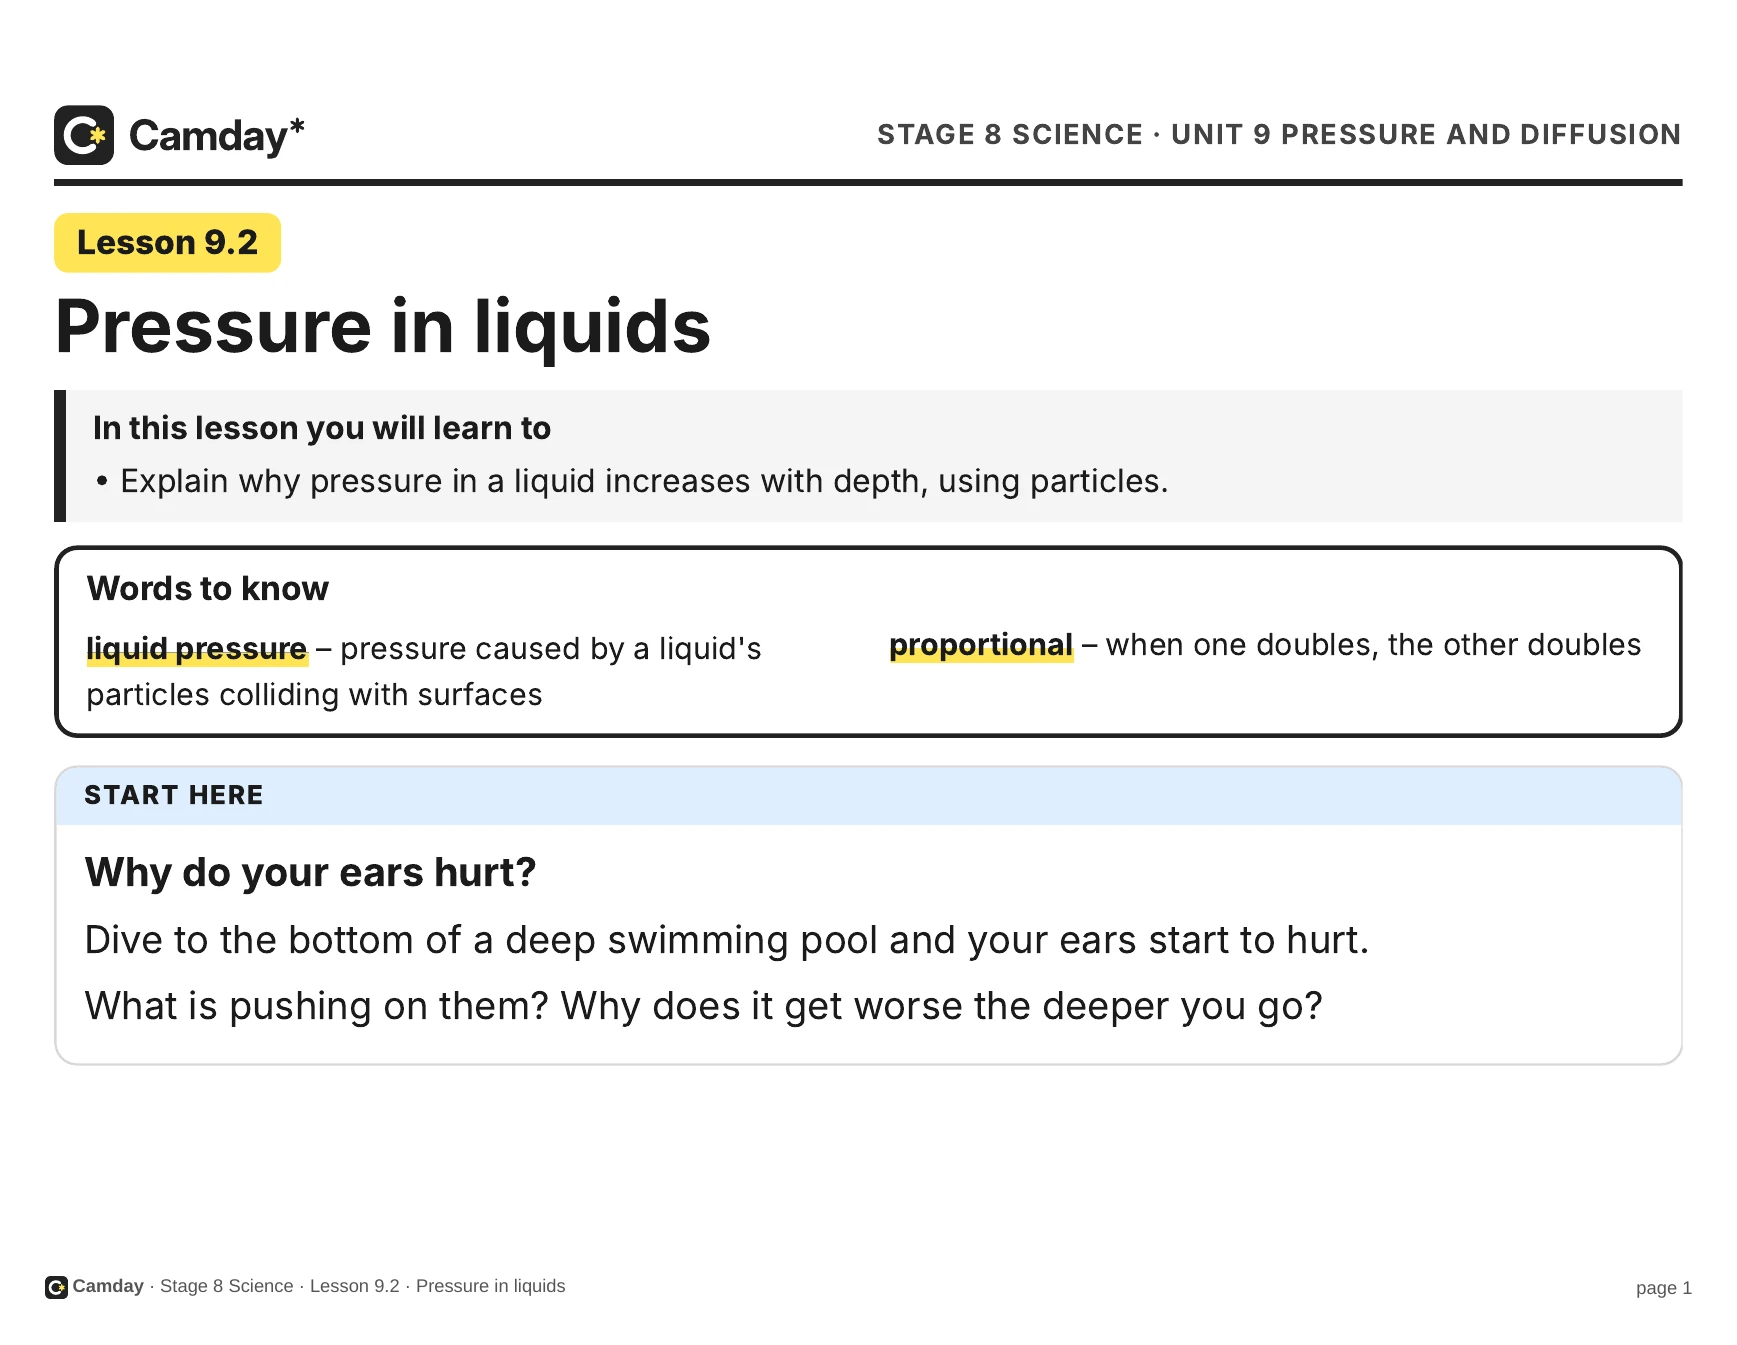 Camday*
STAGE 8 SCIENCE · UNIT 9 PRESSURE AND DIFFUSION
Lesson 9.2
Pressure in liquids
In this lesson you will learn to
• Explain why pressure in a liquid increases with depth, using particles.
Words to know
liquid pressure – pressure caused by a liquid's
particles colliding with surfaces
proportional – when one doubles, the other doubles
START HERE
Why do your ears hurt?
Dive to the bottom of a deep swimming pool and your ears start to hurt.
What is pushing on them? Why does it get worse the deeper you go?
Camday · Stage 8 Science · Lesson 9.2 · Pressure in liquids
page 1